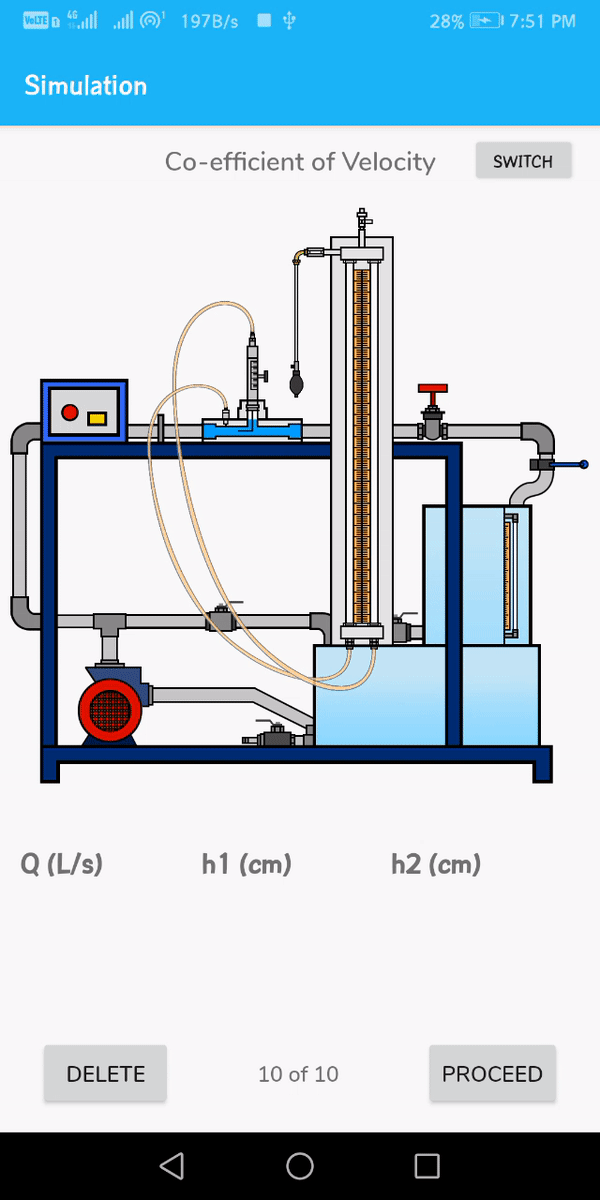 VoLTE 4G 1 197B/s 28% 7:51 PM
Simulation
Co-efficient of Velocity SWITCH
Q (L/s) h1 (cm) h2 (cm)
DELETE 10 of 10 PROCEED